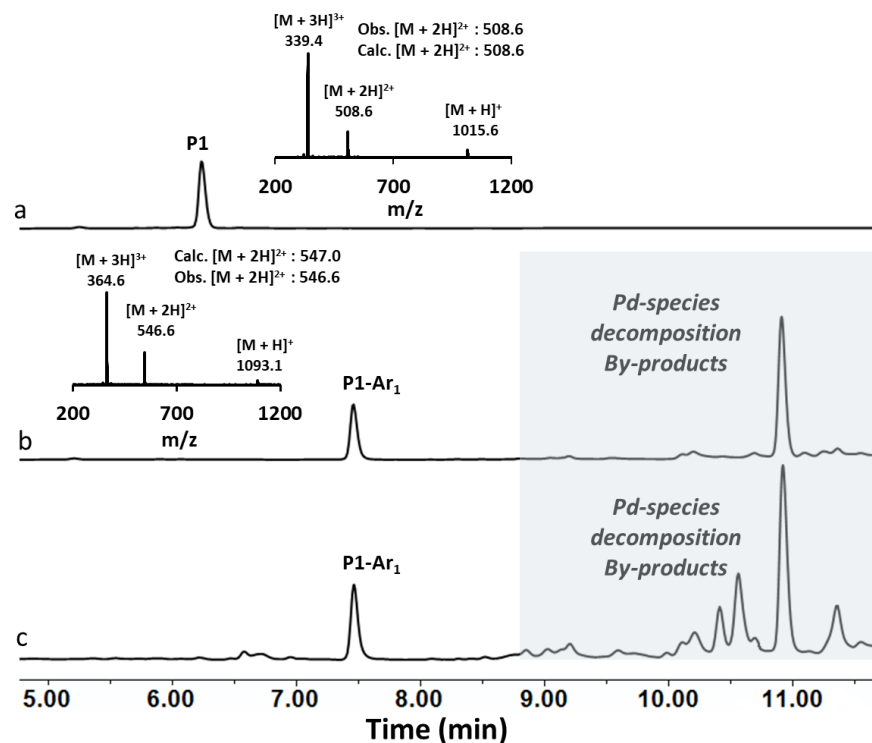 [M + 3H]³⁺
339.4
Obs. [M + 2H]²⁺ : 508.6
Calc. [M + 2H]²⁺ : 508.6
[M + 2H]²⁺
508.6
[M + H]⁺
1015.6
P1
200 700 1200
m/z
a
[M + 3H]³⁺
364.6
Calc. [M + 2H]²⁺ : 547.0
Obs. [M + 2H]²⁺ : 546.6
[M + 2H]²⁺
546.6
[M + H]⁺
1093.1
200 700 1200
m/z
P1-Ar₁
Pd-species
decomposition
By-products
b
P1-Ar₁
Pd-species
decomposition
By-products
c
5.00 6.00 7.00 8.00 9.00 10.00 11.00
Time (min)